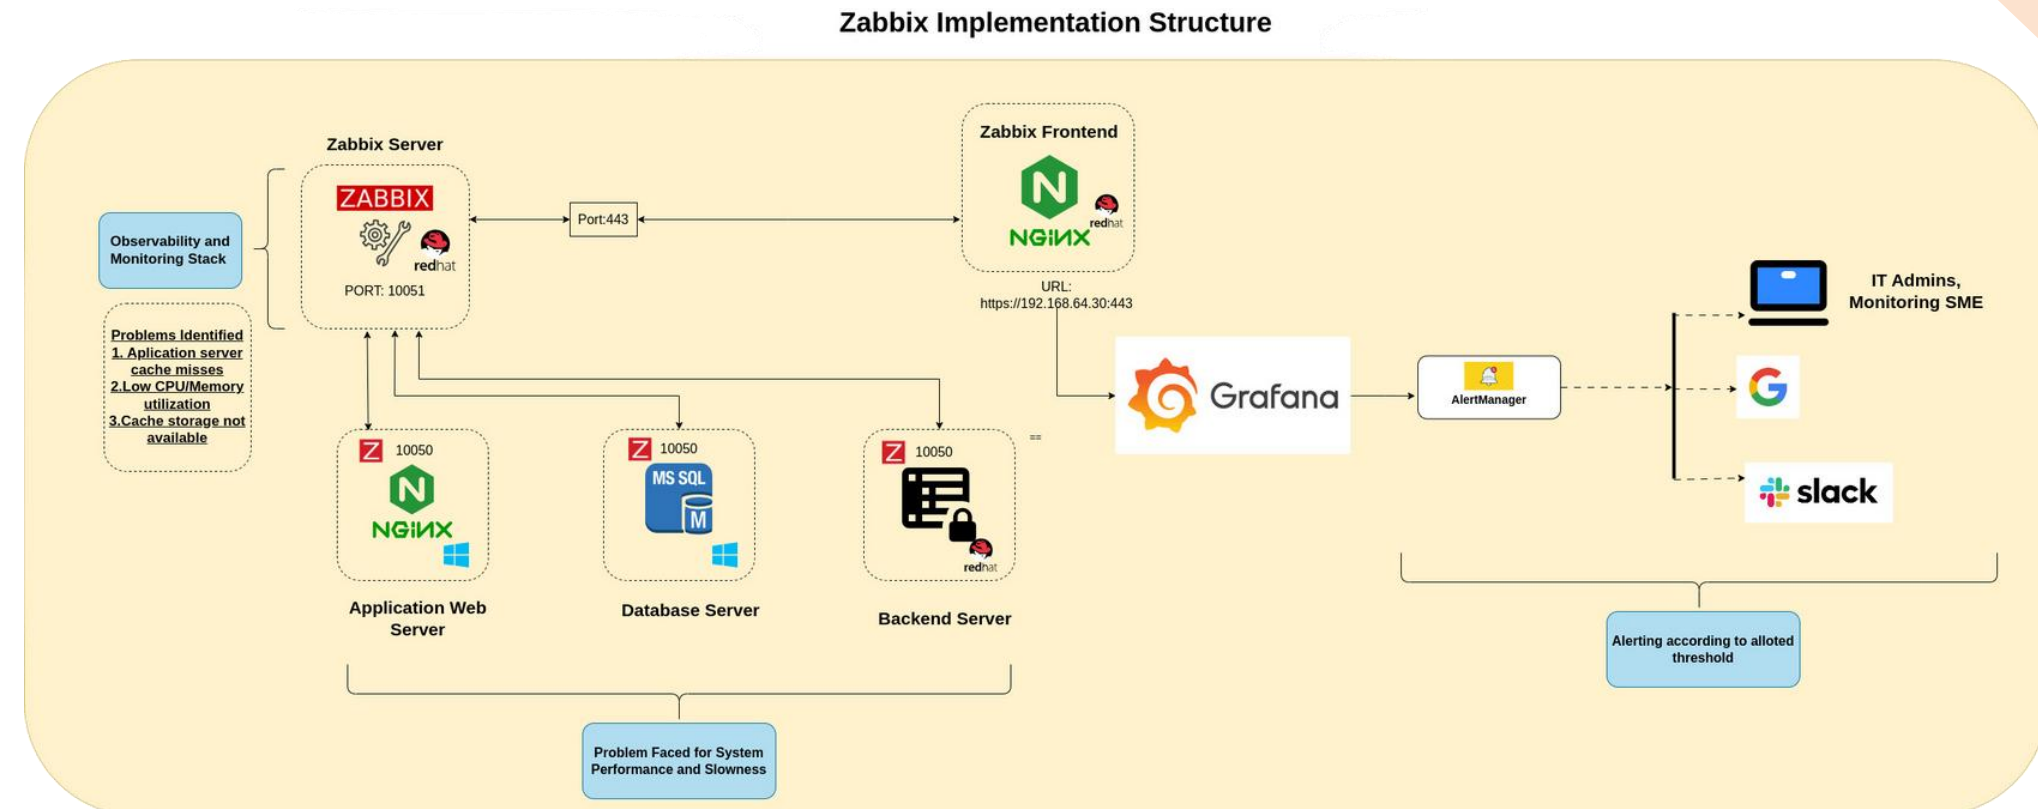 Zabbix Implementation Structure
Zabbix Server
ZABBIX
redhat
PORT: 10051
Port:443
Zabbix Frontend
NGiNX
redhat
URL:
https://192.168.64.30:443
Observability and
Monitoring Stack
Problems Identified
1. Aplication server
cache misses
2.Low CPU/Memory
utilization
3.Cache storage not
available
Z 10050
NGiNX
Application Web
Server
Z 10050
MS SQL
M
Database Server
Z 10050
redhat
Backend Server
==
Grafana
AlertManager
IT Admins,
Monitoring SME
G
slack
Alerting according to alloted
threshold
Problem Faced for System
Performance and Slowness